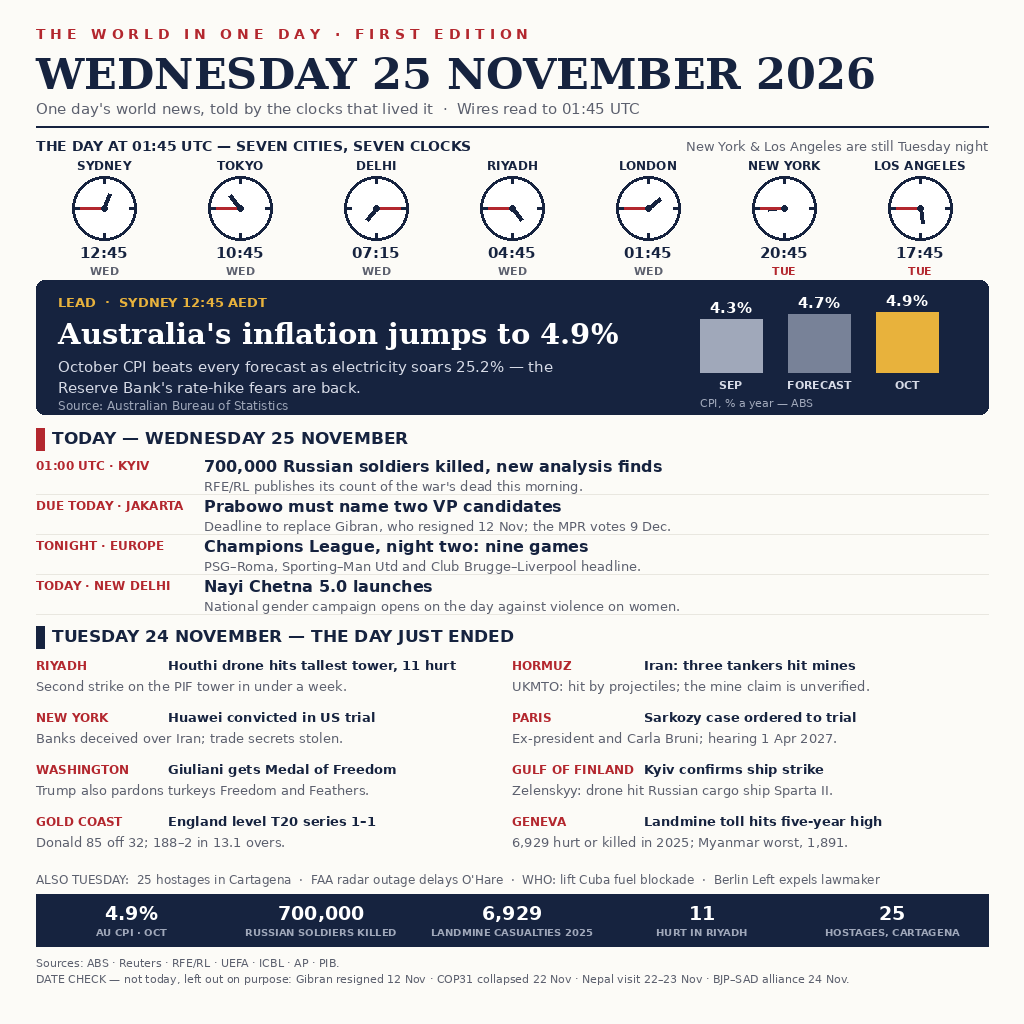 THE WORLD IN ONE DAY · FIRST EDITION
WEDNESDAY 25 NOVEMBER 2026
One day's world news, told by the clocks that lived it · Wires read to 01:45 UTC
THE DAY AT 01:45 UTC — SEVEN CITIES, SEVEN CLOCKS
New York & Los Angeles are still Tuesday night
SYDNEY TOKYO DELHI RIYADH LONDON NEW YORK LOS ANGELES
12:45 10:45 07:15 04:45 01:45 20:45 17:45
WED WED WED WED WED TUE TUE
LEAD · SYDNEY 12:45 AEDT
Australia's inflation jumps to 4.9%
October CPI beats every forecast as electricity soars 25.2% — the
Reserve Bank's rate-hike fears are back.
Source: Australian Bureau of Statistics
4.3% 4.7% 4.9%
SEP FORECAST OCT
CPI, % a year — ABS
TODAY — WEDNESDAY 25 NOVEMBER
01:00 UTC · KYIV
700,000 Russian soldiers killed, new analysis finds
RFE/RL publishes its count of the war's dead this morning.
DUE TODAY · JAKARTA
Prabowo must name two VP candidates
Deadline to replace Gibran, who resigned 12 Nov; the MPR votes 9 Dec.
TONIGHT · EUROPE
Champions League, night two: nine games
PSG–Roma, Sporting–Man Utd and Club Brugge–Liverpool headline.
TODAY · NEW DELHI
Nayi Chetna 5.0 launches
National gender campaign opens on the day against violence on women.
TUESDAY 24 NOVEMBER — THE DAY JUST ENDED
RIYADH Houthi drone hits tallest tower, 11 hurt
Second strike on the PIF tower in under a week.
HORMUZ Iran: three tankers hit mines
UKMTO: hit by projectiles; the mine claim is unverified.
NEW YORK Huawei convicted in US trial
Banks deceived over Iran; trade secrets stolen.
PARIS Sarkozy case ordered to trial
Ex-president and Carla Bruni; hearing 1 Apr 2027.
WASHINGTON Giuliani gets Medal of Freedom
Trump also pardons turkeys Freedom and Feathers.
GULF OF FINLAND Kyiv confirms ship strike
Zelenskyy: drone hit Russian cargo ship Sparta II.
GOLD COAST England level T20 series 1–1
Donald 85 off 32; 188–2 in 13.1 overs.
GENEVA Landmine toll hits five-year high
6,929 hurt or killed in 2025; Myanmar worst, 1,891.
ALSO TUESDAY: 25 hostages in Cartagena · FAA radar outage delays O'Hare · WHO: lift Cuba fuel blockade · Berlin Left expels lawmaker
4.9% 700,000 6,929 11 25
AU CPI · OCT RUSSIAN SOLDIERS KILLED LANDMINE CASUALTIES 2025 HURT IN RIYADH HOSTAGES, CARTAGENA
Sources: ABS · Reuters · RFE/RL · UEFA · ICBL · AP · PIB.
DATE CHECK — not today, left out on purpose: Gibran resigned 12 Nov · COP31 collapsed 22 Nov · Nepal visit 22–23 Nov · BJP–SAD alliance 24 Nov.